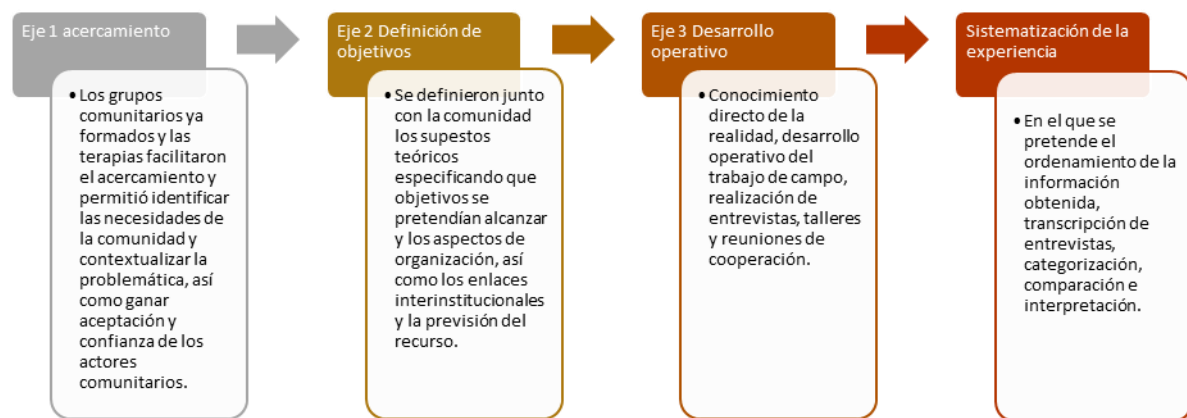 Eje 1 acercamiento
• Los grupos
comunitarios ya
formados y las
terapias facilitaron
el acercamiento y
permitió identificar
las necesidades de
la comunidad y
contextualizar la
problemática, así
como ganar
aceptación y
confianza de los
actores
comunitarios.
Eje 2 Definición de
objetivos
• Se definieron junto
con la comunidad
los supestos
teóricos
especificando que
objetivos se
pretendían alcanzar
y los aspectos de
organización, así
como los enlaces
interinstitucionales
y la previsión del
recurso.
Eje 3 Desarrollo
operativo
• Conocimiento
directo de la
realidad, desarrollo
operativo del
trabajo de campo,
realización de
entrevistas, talleres
y reuniones de
cooperación.
Sistematización de la
experiencia
• En el que se
pretende el
ordenamiento de la
información
obtenida,
transcripción de
entrevistas,
categorización,
comparación e
interpretación.